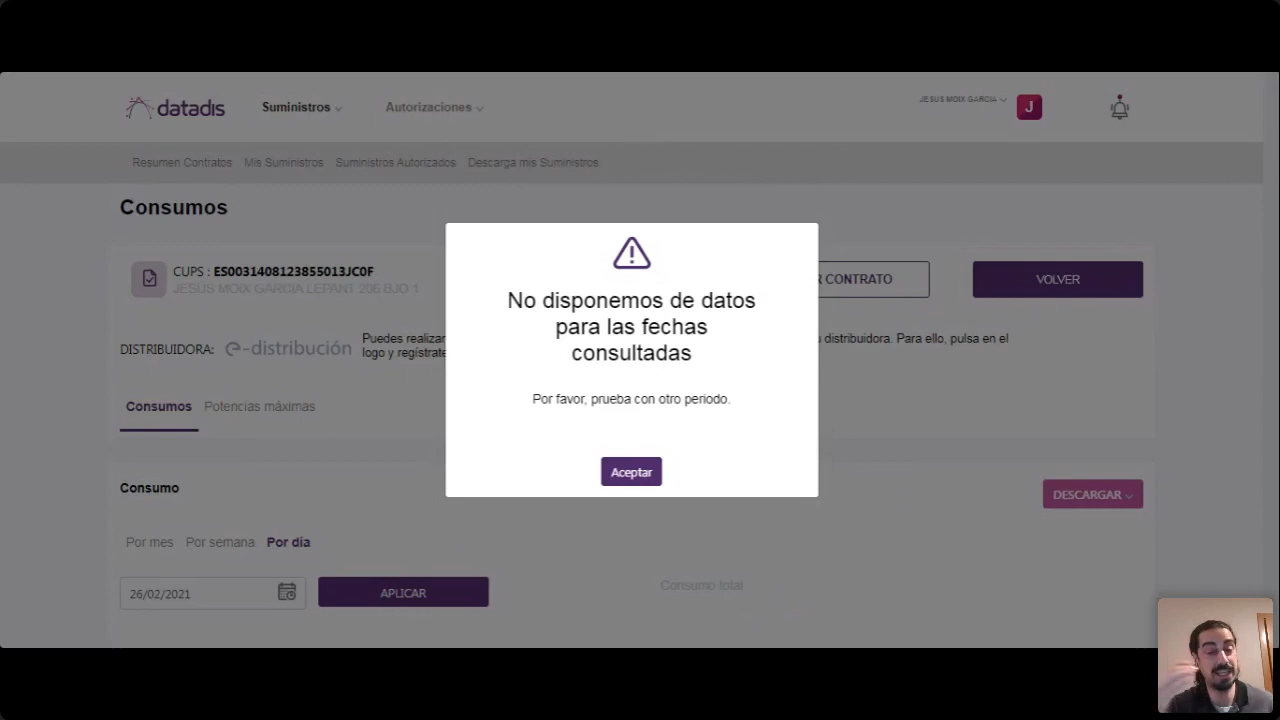 datadis
Suministros
Autorizaciones
JESUS MOIX GARCIA
J
Resumen Contratos
Mis Suministros
Suministros Autorizados
Descarga mis Suministros
Consumos
CUPS : ES0031408123855013JC0F
JESUS MOIX GARCIA LEPANT 206 BJO 1
R CONTRATO
VOLVER
DISTRIBUIDORA:
e-distribución
Puedes realizar
distribuidora. Para ello, pulsa en el
logo y regístrate
Consumos
Potencias máximas
No disponemos de datos
para las fechas
consultadas
Por favor, prueba con otro periodo.
Aceptar
Consumo
DESCARGAR
Por mes
Por semana
Por día
26/02/2021
APLICAR
Consumo total